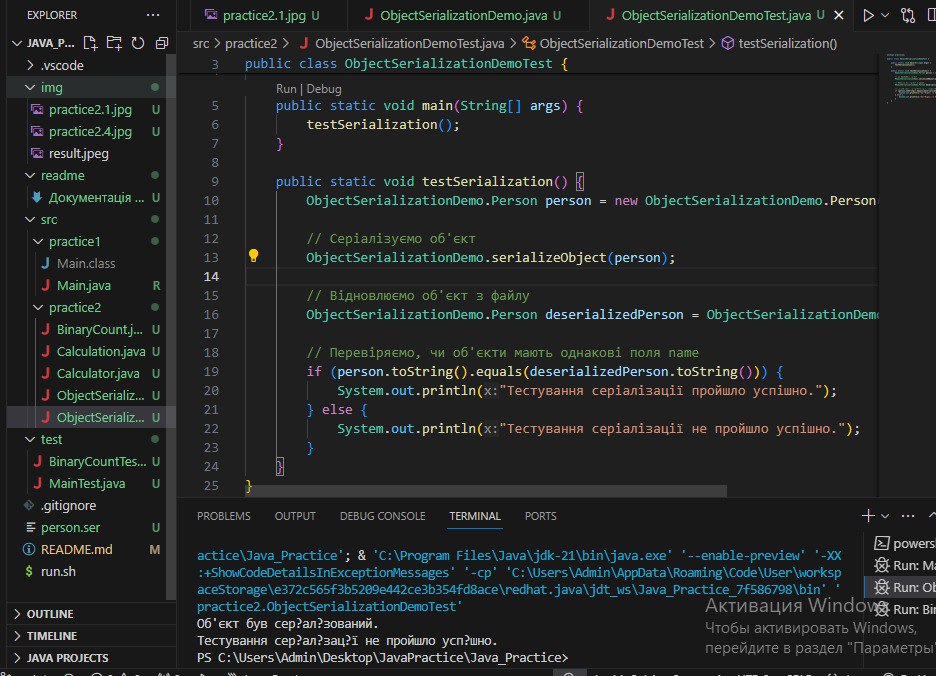 EXPLORER
practice2.1.jpg U
ObjectSerializationDemo.java U
ObjectSerializationDemoTest.java U
JAVA_P...
src > practice2 > ObjectSerializationDemoTest.java > ObjectSerializationDemoTest > testSerialization()
.vscode
img
practice2.1.jpg U
practice2.4.jpg U
result.jpeg
readme
Документація ... U
src
practice1
Main.class
Main.java R
practice2
BinaryCount.j... U
Calculation.java U
Calculator.java U
ObjectSerializ... U
ObjectSerializ... U
test
BinaryCountTes... U
MainTest.java U
.gitignore
person.ser U
README.md M
run.sh
OUTLINE
TIMELINE
JAVA PROJECTS
3 public class ObjectSerializationDemoTest {
Run | Debug
5 public static void main(String[] args) {
6 testSerialization();
7 }
8
9 public static void testSerialization() {
10 ObjectSerializationDemo.Person person = new ObjectSerializationDemo.Person
11
12 // Серіалізуємо об'єкт
13 ObjectSerializationDemo.serializeObject(person);
14
15 // Відновлюємо об'єкт з файлу
16 ObjectSerializationDemo.Person deserializedPerson = ObjectSerializationDem
17
18 // Перевіряємо, чи об'єкти мають однакові поля name
19 if (person.toString().equals(deserializedPerson.toString())) {
20 System.out.println(x:"Тестування серіалізації пройшло успішно.");
21 } else {
22 System.out.println(x:"Тестування серіалізації не пройшло успішно.");
23 }
24 }
25 }
PROBLEMS OUTPUT DEBUG CONSOLE TERMINAL PORTS
actice\Java_Practice'; & 'C:\Program Files\Java\jdk-21\bin\java.exe' '--enable-preview' '-XX
:+ShowCodeDetailsInExceptionMessages' '-cp' 'C:\Users\Admin\AppData\Roaming\Code\User\worksp
aceStorage\e372c565f3b5209e442ce3b354fd8ace\redhat.java\jdt_ws\Java_Practice_7f586798\bin' '
practice2.ObjectSerializationDemoTest'
Об'єкт був сер?ал?зований.
Тестування сер?ал?зац?ї не пройшло усп?шно.
PS C:\Users\Admin\Desktop\JavaPractice\Java_Practice>
powers
Run: Ma
Run: Ob
Run: Bin
Активация Windows
Чтобы активировать Windows,
перейдите в раздел "Параметры